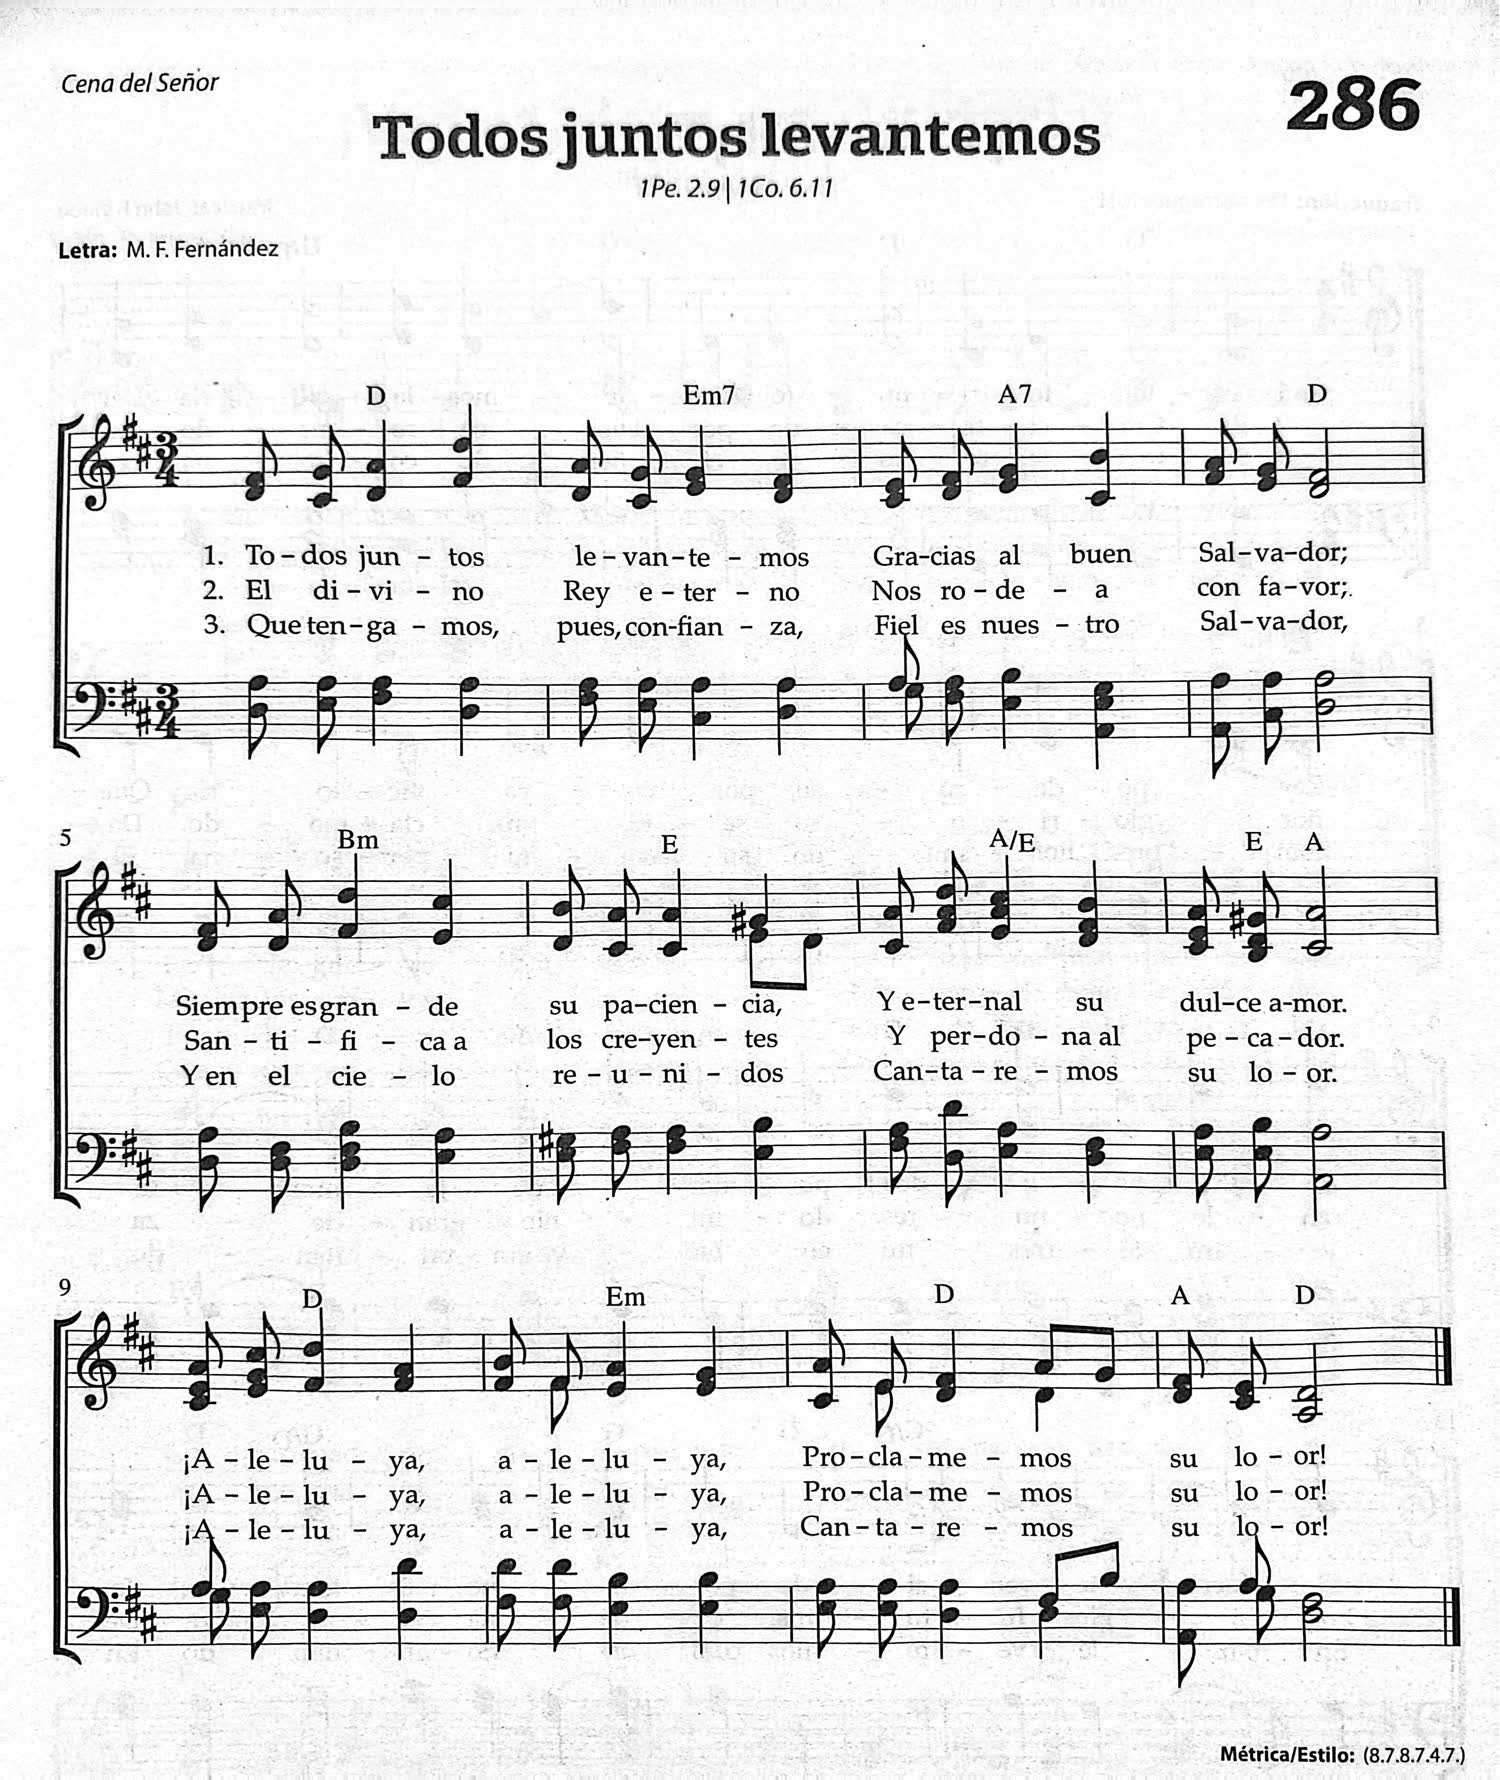 Cena del Señor
286
Todos juntos levantemos
1Pe. 2.9 | 1Co. 6.11
Letra: M. F. Fernández
D Em7 A7 D
3/4
1. To-dos jun - tos le-van-te - mos Gra-cias al buen Sal-va-dor;
2. El di-vi - no Rey e-ter - no Nos ro-de - a con fa-vor;
3. Que ten-ga - mos, pues, con-fian - za, Fiel es nues - tro Sal-va-dor,
3/4
5 Bm E A/E E A
Siempre es gran - de su pa-cien - cia, Y e-ter-nal su dul-ce a-mor.
San - ti - fi - ca a los cre-yen - tes Y per-do - na al pe - ca - dor.
Y en el cie - lo re - u - ni - dos Can-ta - re - mos su lo - or.
9 D Em D A D
¡A - le - lu - ya, a - le - lu - ya, Pro-cla-me - mos su lo - or!
¡A - le - lu - ya, a - le - lu - ya, Pro-cla-me - mos su lo - or!
¡A - le - lu - ya, a - le - lu - ya, Can-ta - re - mos su lo - or!
Métrica/Estilo: (8.7.8.7.4.7.)